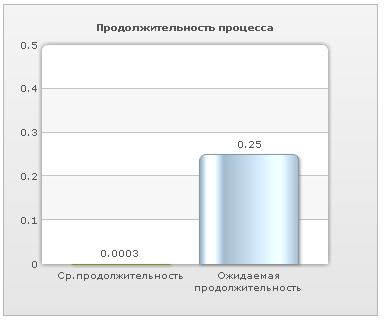 Продолжительность процесса
0.5
0.4
0.3
0.2
0.1
0
0.0003
0.25
Ср.продолжительность
Ожидаемая
продолжительность